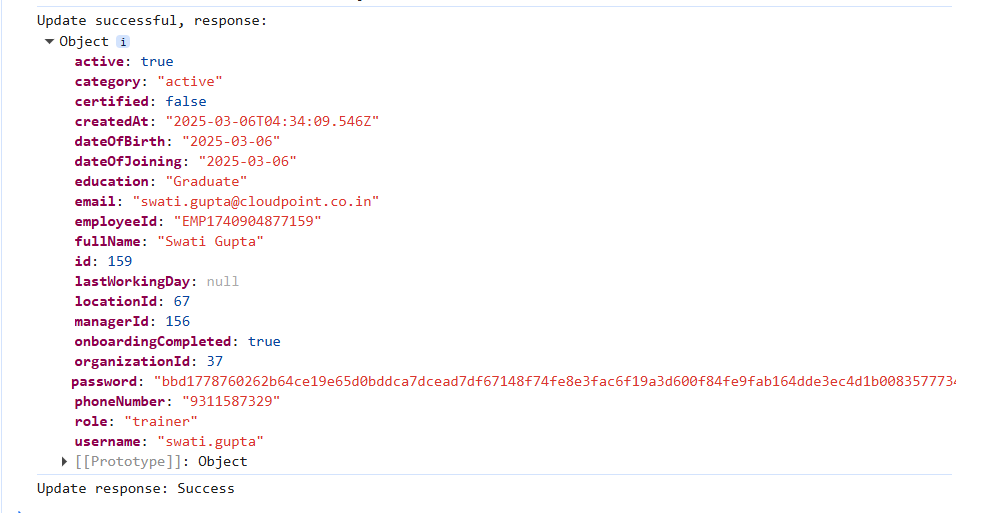 Update successful, response:
Object i
active: true
category: "active"
certified: false
createdAt: "2025-03-06T04:34:09.546Z"
dateOfBirth: "2025-03-06"
dateOfJoining: "2025-03-06"
education: "Graduate"
email: "swati.gupta@cloudpoint.co.in"
employeeId: "EMP1740904877159"
fullName: "Swati Gupta"
id: 159
lastWorkingDay: null
locationId: 67
managerId: 156
onboardingCompleted: true
organizationId: 37
password: "bbd1778760262b64ce19e65d0bddca7dcead7df67148f74fe8e3fac6f19a3d600f84fe9fab164dde3ec4d1b0083577734
phoneNumber: "9311587329"
role: "trainer"
username: "swati.gupta"
[[Prototype]]: Object
Update response: Success